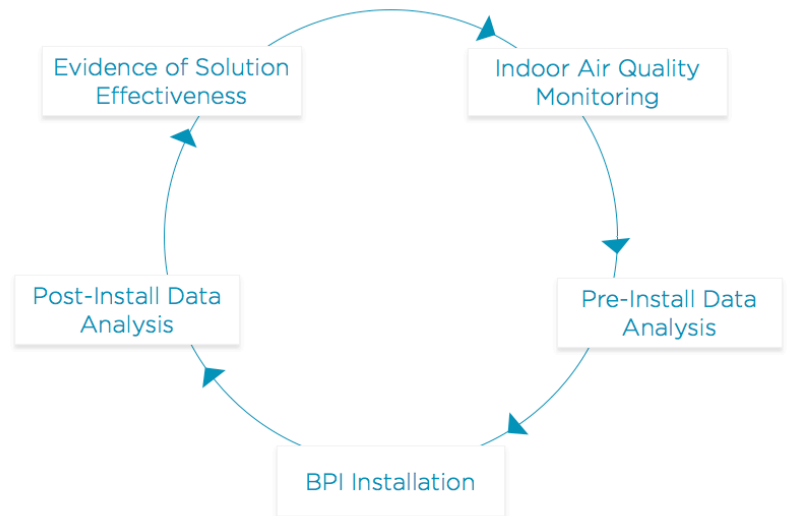 Evidence of Solution
Effectiveness
Indoor Air Quality
Monitoring
Post-Install Data
Analysis
Pre-Install Data
Analysis
BPI Installation